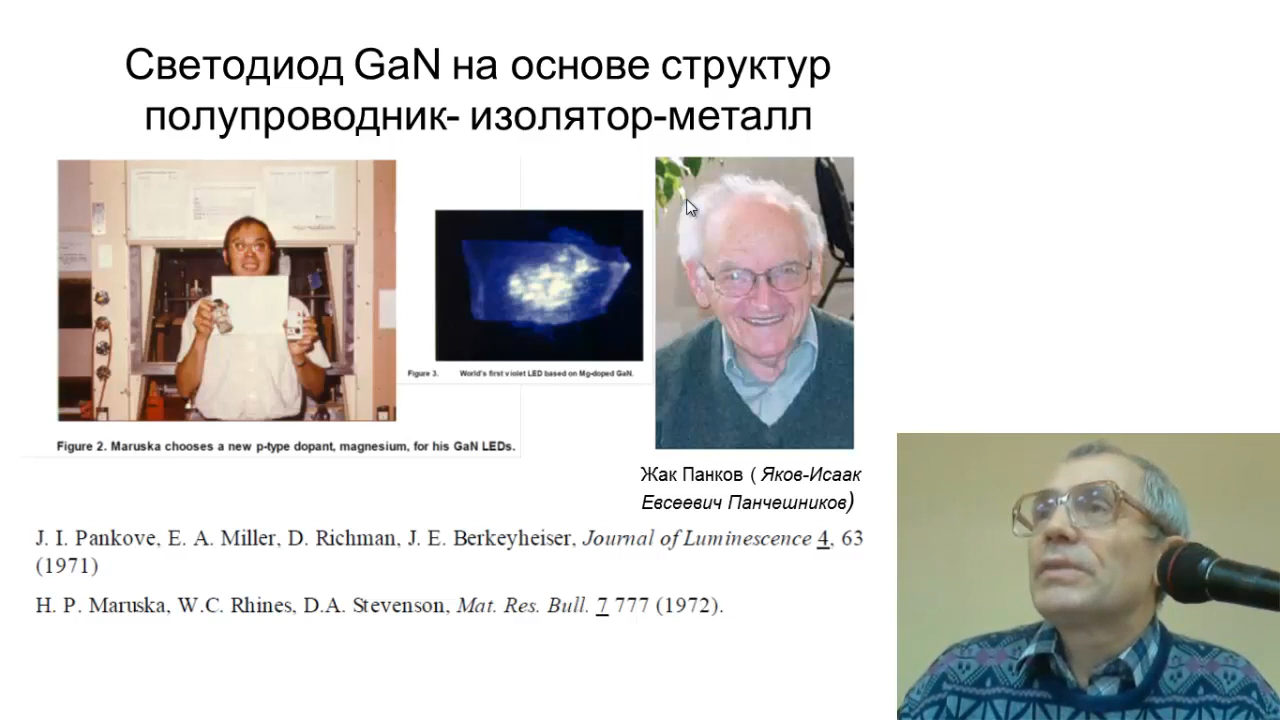 Светодиод GaN на основе структур
полупроводник- изолятор-металл
Figure 3. World's first violet LED based on Mg-doped GaN.
Figure 2. Maruska chooses a new p-type dopant, magnesium, for his GaN LEDs.
Жак Панков ( Яков-Исаак
Евсеевич Панчешников)
J. I. Pankove, E. A. Miller, D. Richman, J. E. Berkeyheiser, Journal of Luminescence 4, 63
(1971)
H. P. Maruska, W.C. Rhines, D.A. Stevenson, Mat. Res. Bull. 7 777 (1972).